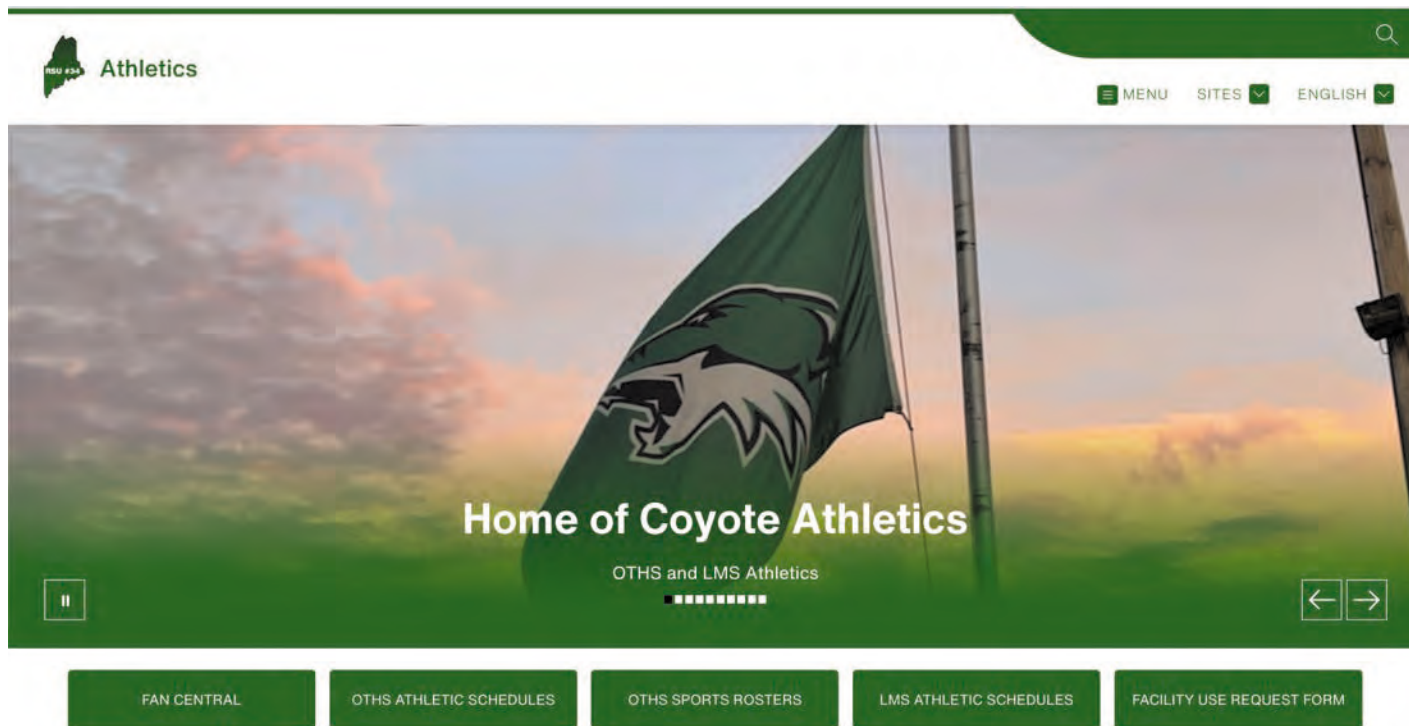 RSU #34
Athletics
MENU
SITES
ENGLISH
Home of Coyote Athletics
OTHS and LMS Athletics
FAN CENTRAL
OTHS ATHLETIC SCHEDULES
OTHS SPORTS ROSTERS
LMS ATHLETIC SCHEDULES
FACILITY USE REQUEST FORM